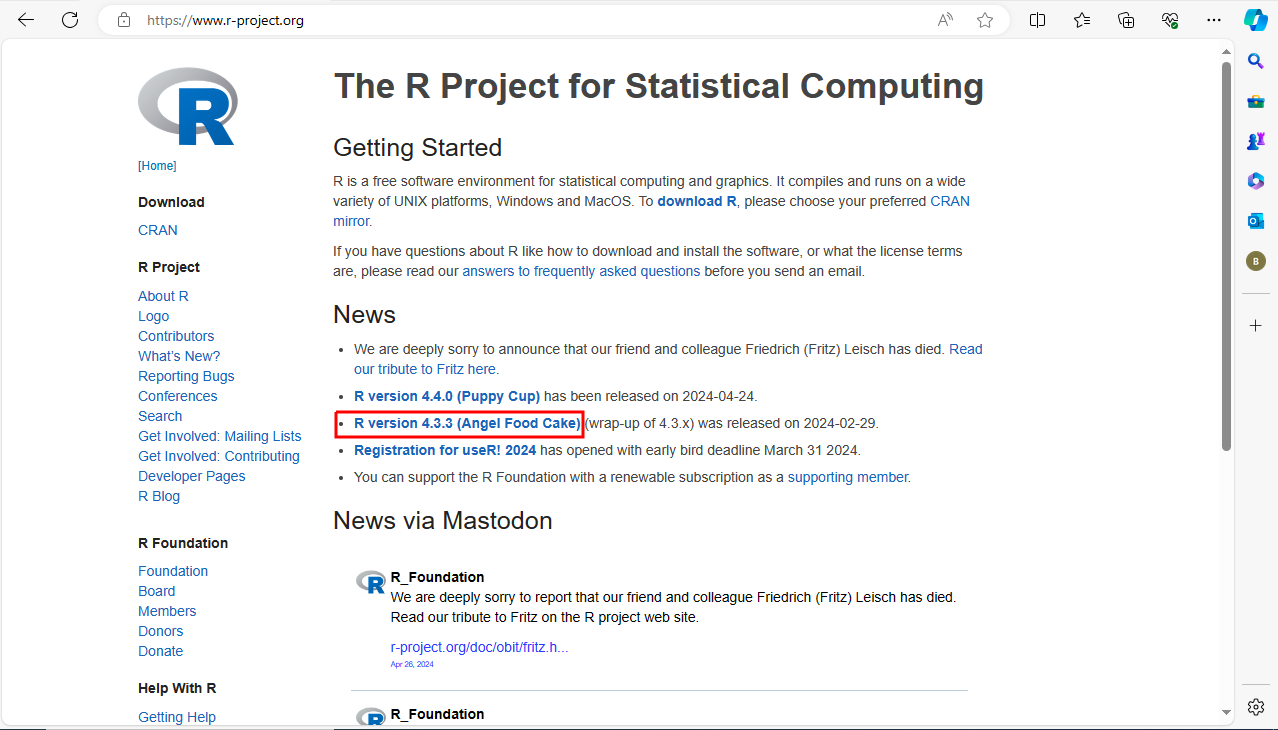 https://www.r-project.org
R
[Home]
Download
CRAN
R Project
About R
Logo
Contributors
What's New?
Reporting Bugs
Conferences
Search
Get Involved: Mailing Lists
Get Involved: Contributing
Developer Pages
R Blog
R Foundation
Foundation
Board
Members
Donors
Donate
Help With R
Getting Help
The R Project for Statistical Computing
Getting Started
R is a free software environment for statistical computing and graphics. It compiles and runs on a wide
variety of UNIX platforms, Windows and MacOS. To download R, please choose your preferred CRAN
mirror.
If you have questions about R like how to download and install the software, or what the license terms
are, please read our answers to frequently asked questions before you send an email.
News
• We are deeply sorry to announce that our friend and colleague Friedrich (Fritz) Leisch has died. Read
our tribute to Fritz here.
• R version 4.4.0 (Puppy Cup) has been released on 2024-04-24.
• R version 4.3.3 (Angel Food Cake) (wrap-up of 4.3.x) was released on 2024-02-29.
• Registration for useR! 2024 has opened with early bird deadline March 31 2024.
• You can support the R Foundation with a renewable subscription as a supporting member.
News via Mastodon
R
R_Foundation
We are deeply sorry to report that our friend and colleague Friedrich (Fritz) Leisch has died.
Read our tribute to Fritz on the R project web site.
r-project.org/doc/obit/fritz.h...
Apr 26, 2024
R
R_Foundation
B